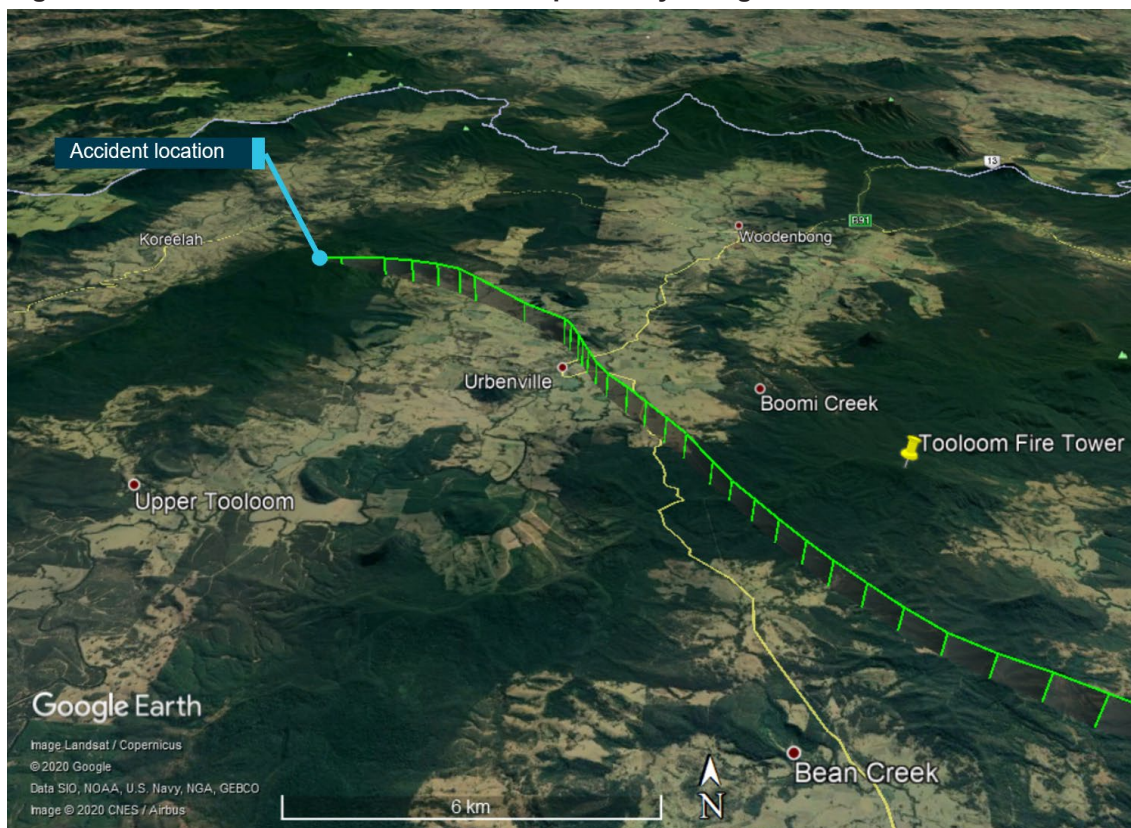 Accident location
13
B91
Koreelah
Woodenbong
Urbenville
Boomi Creek
Tooloom Fire Tower
Upper Tooloom
Google Earth
Image Landsat / Copernicus
© 2020 Google
Data SIO, NOAA, U.S. Navy, NGA, GEBCO
Image © 2020 CNES / Airbus
6 km
N
Bean Creek